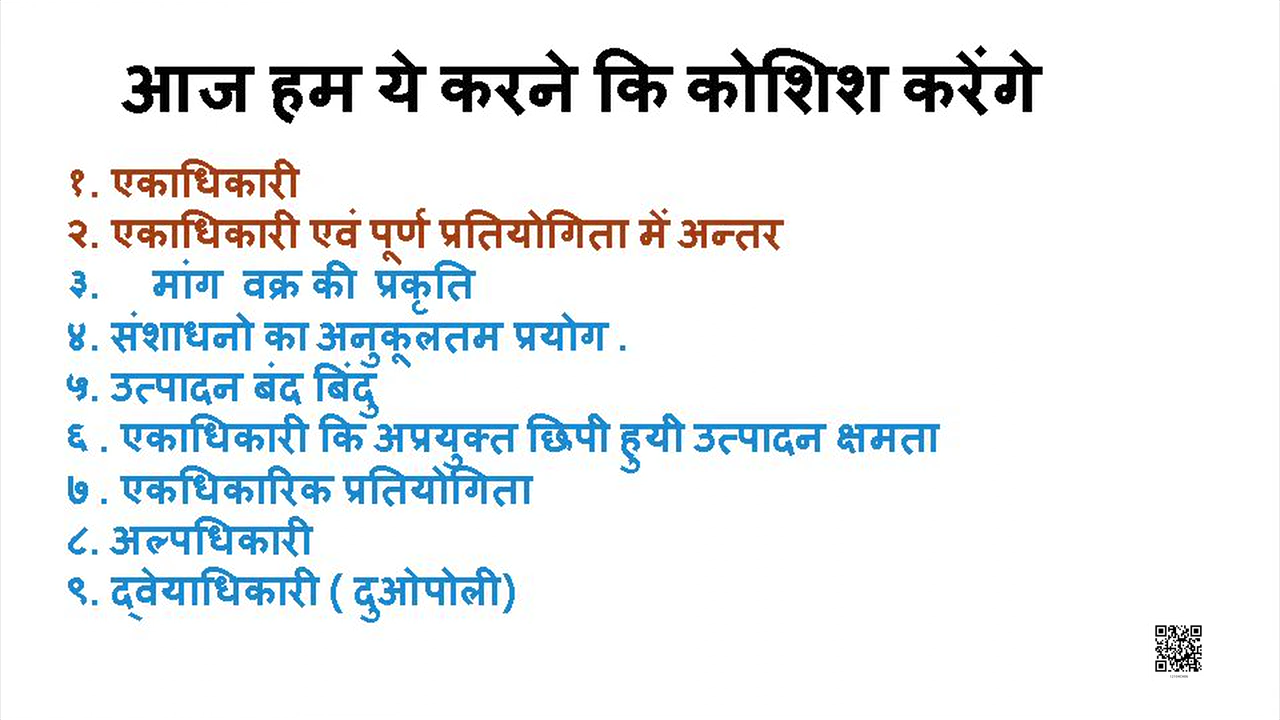 आज हम ये करने कि कोशिश करेंगे
१. एकाधिकारी
२. एकाधिकारी एवं पूर्ण प्रतियोगिता में अन्तर
३. मांग वक्र की प्रकृति
४. संशाधनो का अनुकूलतम प्रयोग .
५. उत्पादन बंद बिंदु
६ . एकाधिकारी कि अप्रयुक्त छिपी हुयी उत्पादन क्षमता
७ . एकधिकारिक प्रतियोगिता
८. अल्पधिकारी
९. द्वेयाधिकारी ( दुओपोली)